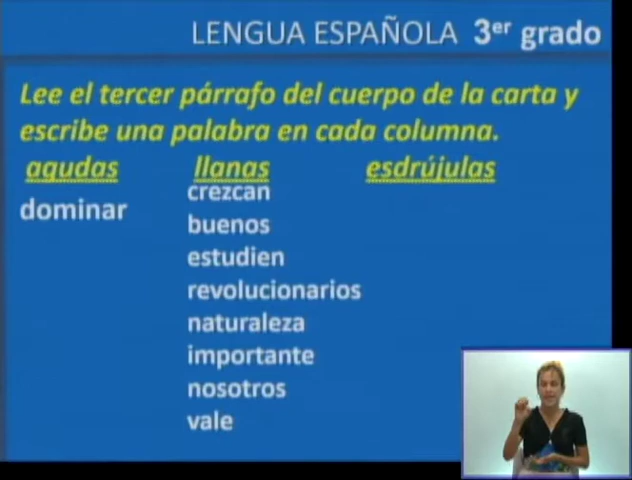 LENGUA ESPAÑOLA 3er grado
Lee el tercer párrafo del cuerpo de la carta y
escribe una palabra en cada columna.
agudas llanas esdrújulas
crezcan
dominar
buenos
estudien
revolucionarios
naturaleza
importante
nosotros
vale